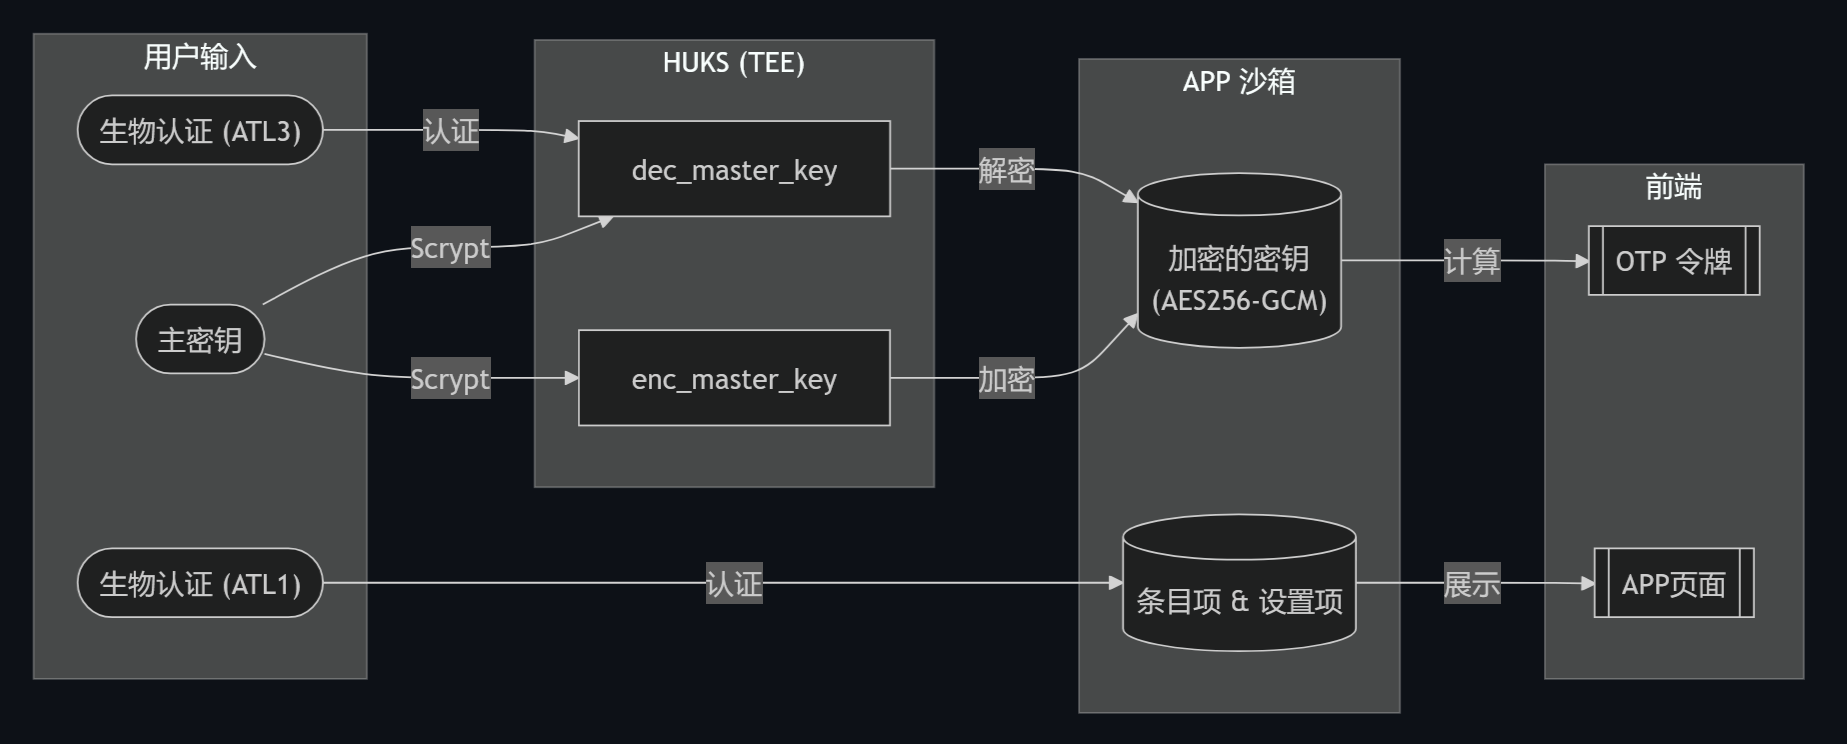 用户输入
生物认证 (ATL3)
主密钥
生物认证 (ATL1)
认证
Scrypt
Scrypt
认证
HUKS (TEE)
dec_master_key
enc_master_key
解密
加密
APP 沙箱
加密的密钥
(AES256-GCM)
条目项 & 设置项
计算
展示
前端
OTP 令牌
APP页面